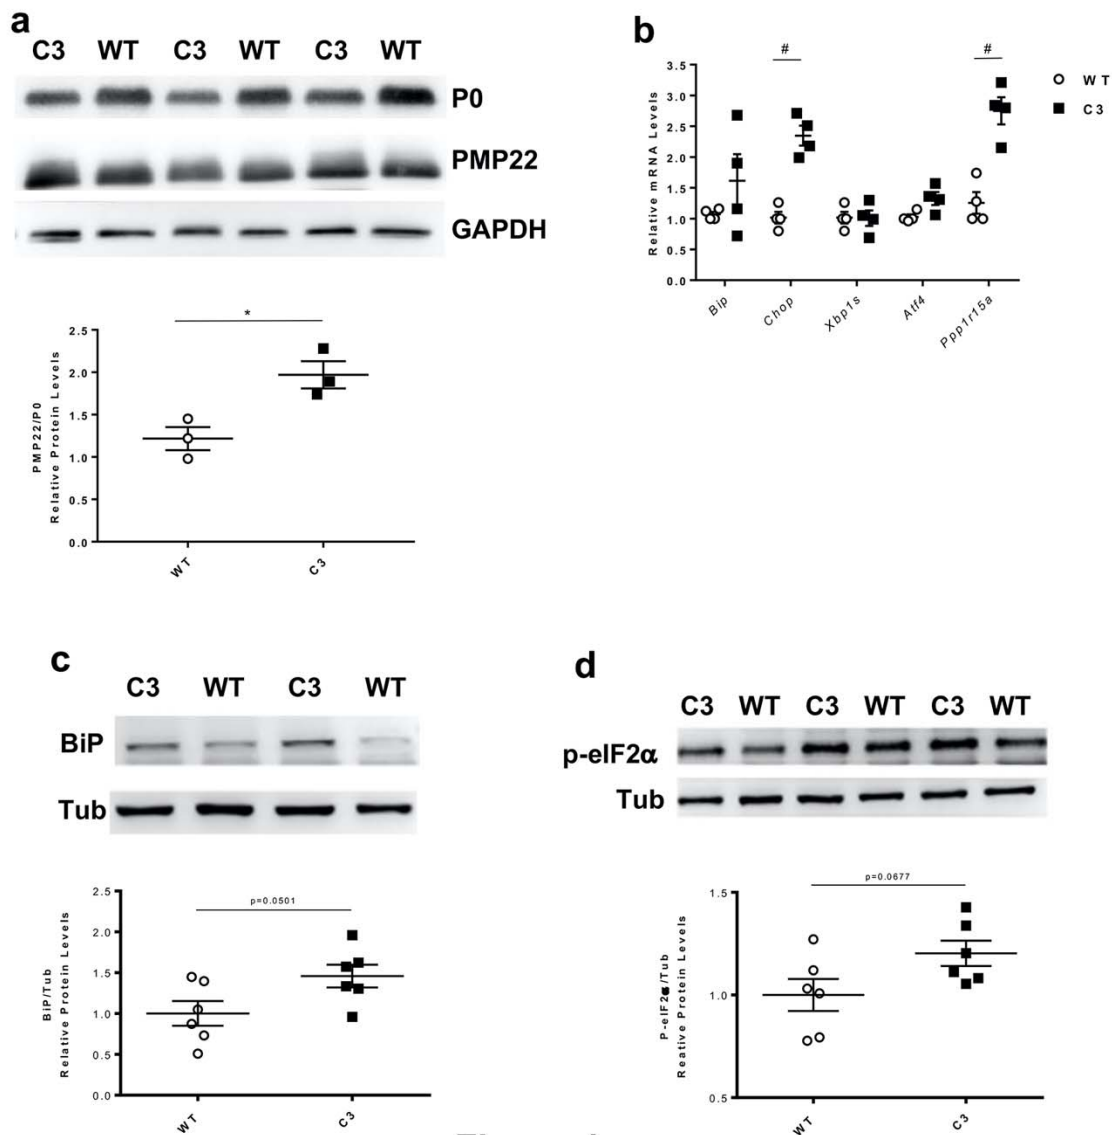 a
C3 WT C3 WT C3 WT
P0
PMP22
GAPDH
*
2.5
2.0
1.5
1.0
0.5
0.0
PMP22/P0
Relative Protein Levels
WT
C3
b
# #
3.5
3.0
2.5
2.0
1.5
1.0
0.5
0.0
Relative mRNA Levels
Bip
Chop
Xbp1s
Atf4
Ppp1r15a
WT
C3
c
C3 WT C3 WT
BiP
Tub
p=0.0501
2.5
2.0
1.5
1.0
0.5
0.0
BiP/Tub
Relative Protein Levels
WT
C3
d
C3 WT C3 WT C3 WT
p-eIF2α
Tub
p=0.0677
1.5
1.0
0.5
P-eIF2α/Tub
Reative Protein Levels
WT
C3